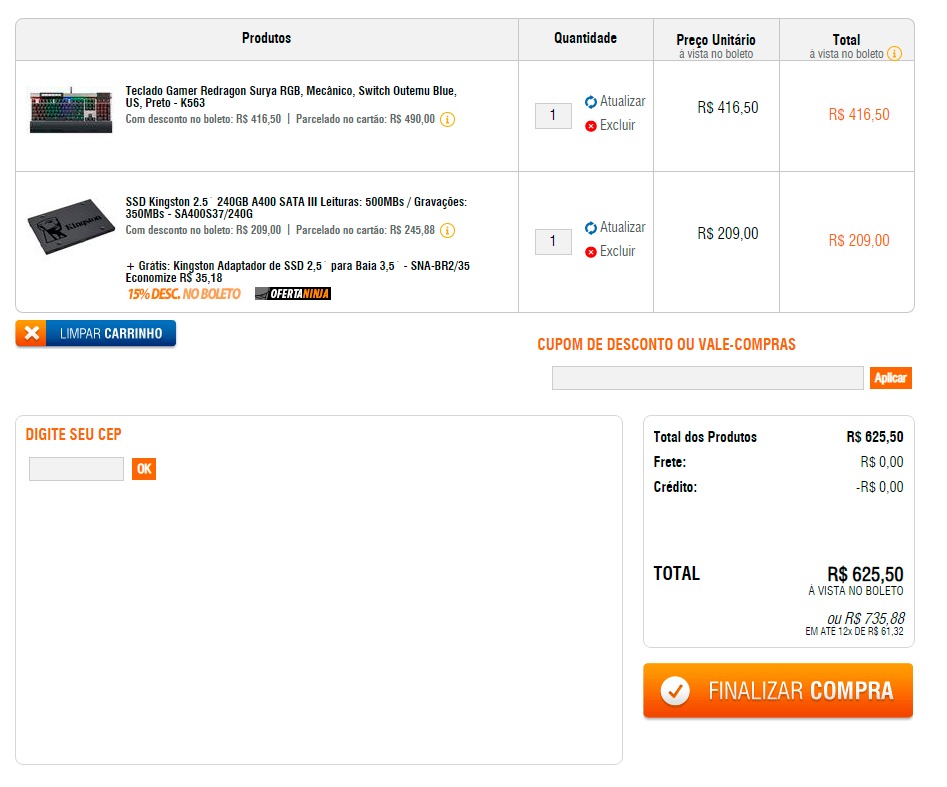 Produtos
Quantidade
Preço Unitário
à vista no boleto
Total
à vista no boleto
Teclado Gamer Redragon Surya RGB, Mecânico, Switch Outemu Blue,
US, Preto - K563
Com desconto no boleto: R$ 416,50 | Parcelado no cartão: R$ 490,00
1
Atualizar
Excluir
R$ 416,50
R$ 416,50
Kingston
SSD Kingston 2.5´ 240GB A400 SATA III Leituras: 500MBs / Gravações:
350MBs - SA400S37/240G
Com desconto no boleto: R$ 209,00 | Parcelado no cartão: R$ 245,88
+ Grátis: Kingston Adaptador de SSD 2,5´ para Baia 3,5´ - SNA-BR2/35
Economize R$ 35,18
15% DESC. NO BOLETO OFERTANINJA
1
Atualizar
Excluir
R$ 209,00
R$ 209,00
LIMPAR CARRINHO
CUPOM DE DESCONTO OU VALE-COMPRAS
Aplicar
DIGITE SEU CEP
OK
Total dos Produtos R$ 625,50
Frete: R$ 0,00
Crédito: -R$ 0,00
TOTAL R$ 625,50
À VISTA NO BOLETO
ou R$ 735,88
EM ATÉ 12x DE R$ 61,32
FINALIZAR COMPRA